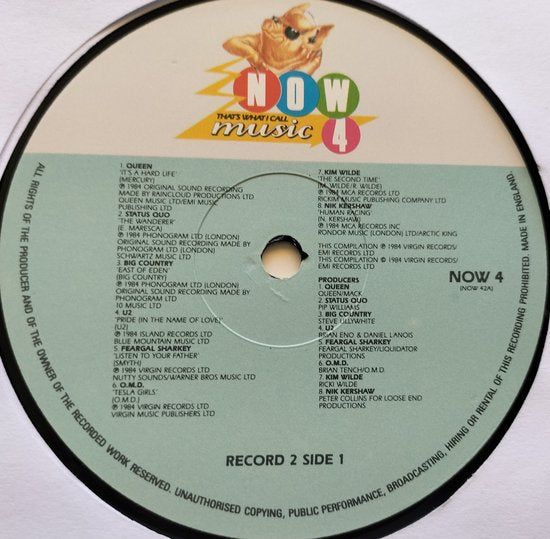 NOW
THAT'S WHAT I CALL
music 4
1. QUEEN
'IT'S A HARD LIFE'
(MERCURY)
℗ 1984 ORIGINAL SOUND RECORDING
MADE BY RAINCLOUD PRODUCTIONS LTD
QUEEN MUSIC LTD/EMI MUSIC
PUBLISHING LTD
2. STATUS QUO
'THE WANDERER'
(E. MARESCA)
℗ 1984 PHONOGRAM LTD (LONDON)
ORIGINAL SOUND RECORDING MADE BY
PHONOGRAM LTD (LONDON)
SCHWARTZ MUSIC LTD
3. BIG COUNTRY
'EAST OF EDEN'
(BIG COUNTRY)
℗ 1984 PHONOGRAM LTD (LONDON)
ORIGINAL SOUND RECORDING MADE BY
PHONOGRAM LTD
10 MUSIC LTD
4. U2
'PRIDE (IN THE NAME OF LOVE)'
(U2)
℗ 1984 ISLAND RECORDS LTD
BLUE MOUNTAIN MUSIC LTD
5. FEARGAL SHARKEY
'LISTEN TO YOUR FATHER'
(SMYTH)
℗ 1984 VIRGIN RECORDS LTD
NUTTY SOUNDS/WARNER BROS MUSIC LTD
6. O.M.D.
'TESLA GIRLS'
(O.M.D.)
℗ 1984 VIRGIN RECORDS LTD
VIRGIN MUSIC PUBLISHERS LTD
7. KIM WILDE
'THE SECOND TIME'
(M. WILDE/R. WILDE)
℗ 1984 MCA RECORDS LTD
RICKIM MUSIC PUBLISHING COMPANY LTD
8. NIK KERSHAW
'HUMAN RACING'
(N. KERSHAW)
℗ 1984 MCA RECORDS INC
RONDOR MUSIC (LONDON) LTD/ARCTIC KING
THIS COMPILATION ℗ 1984 VIRGIN RECORDS/
EMI RECORDS LTD
THIS COMPILATION © 1984 VIRGIN RECORDS/
EMI RECORDS LTD
PRODUCERS
1. QUEEN
QUEEN/MACK
2. STATUS QUO
PIP WILLIAMS
3. BIG COUNTRY
STEVE LILLYWHITE
4. U2
BRIAN ENO & DANIEL LANOIS
5. FEARGAL SHARKEY
FEARGAL SHARKEY/LIQUIDATOR
PRODUCTIONS
6. O.M.D.
BRIAN TENCH/O.M.D.
7. KIM WILDE
RICKI WILDE
8. NIK KERSHAW
PETER COLLINS FOR LOOSE END
PRODUCTIONS
NOW 4
(NOW 42A)
RECORD 2 SIDE 1
ALL RIGHTS OF THE PRODUCER AND OF THE OWNER OF THE RECORDED WORK RESERVED. UNAUTHORISED COPYING, PUBLIC PERFORMANCE, BROADCASTING, HIRING OR RENTAL OF THIS RECORDING PROHIBITED. MADE IN ENGLAND.